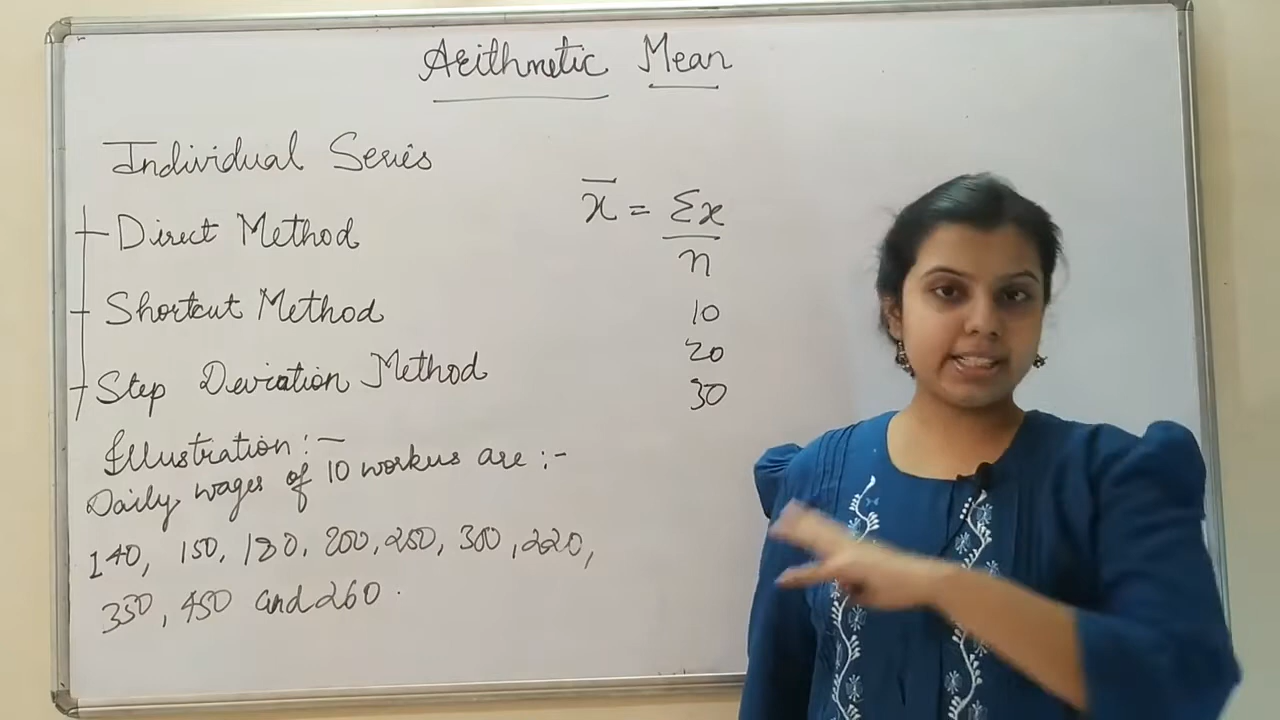 Arithmetic Mean
Individual Series
Direct Method
Shortcut Method
Step Deviation Method
x̄ = Σx
n
10
20
30
Illustration :-
Daily wages of 10 workers are :-
140, 150, 180, 200, 250, 300, 220,
350, 450 and 260.